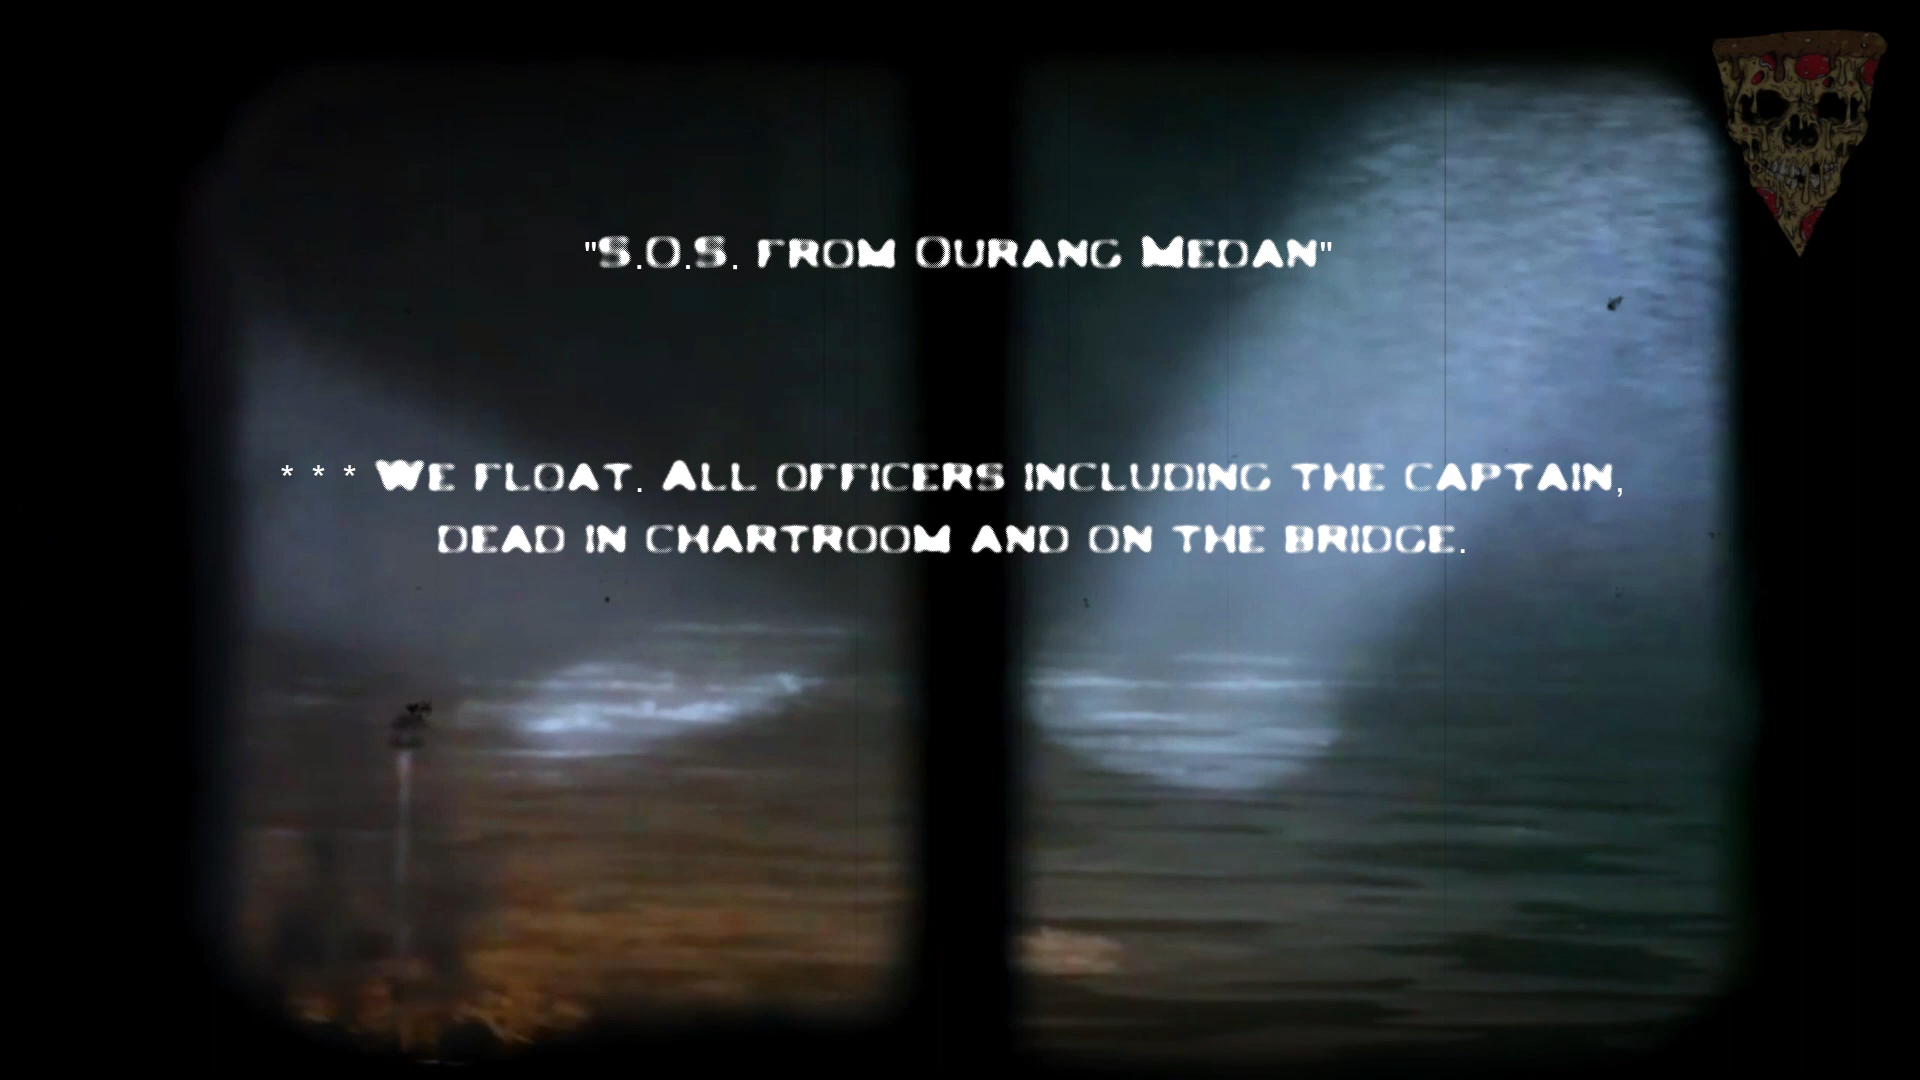 "S.O.S. from Ourang Medan"
* * * We float. All officers including the captain,
dead in chartroom and on the bridge.